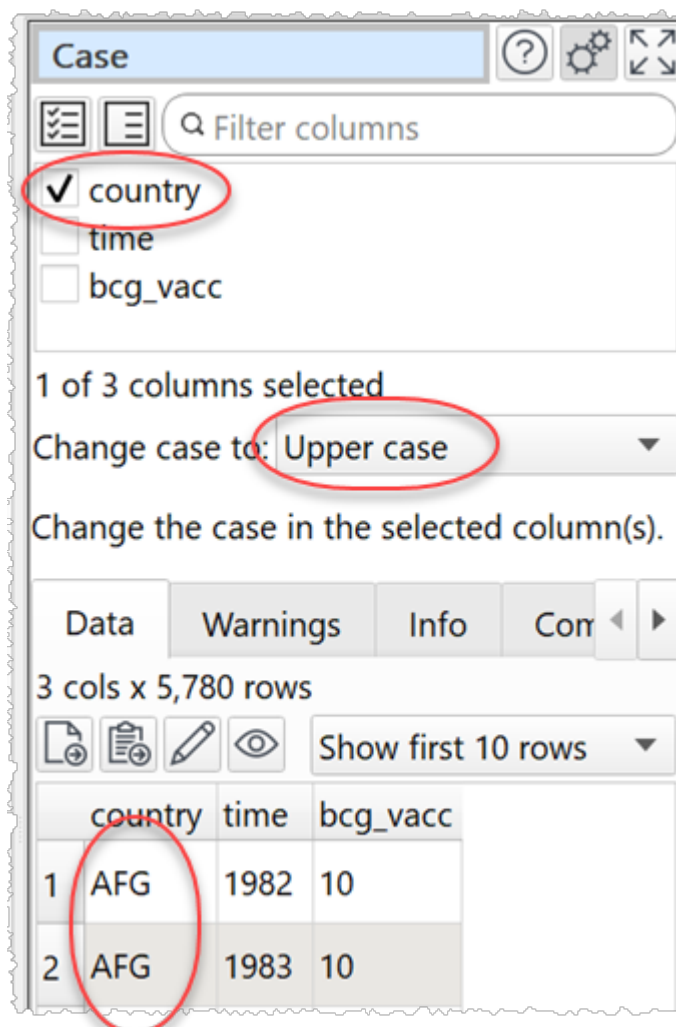 Case
Filter columns
country
time
bcg_vacc
1 of 3 columns selected
Change case to: Upper case
Change the case in the selected column(s).
Data Warnings Info Com
3 cols x 5,780 rows
Show first 10 rows
country time bcg_vacc
1 AFG 1982 10
2 AFG 1983 10